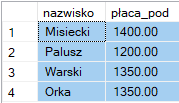 nazwisko płaca_pod
1 Misiecki 1400.00
2 Palusz 1200.00
3 Warski 1350.00
4 Orka 1350.00